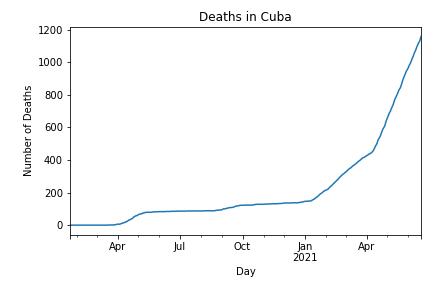 Deaths in Cuba
1200
1000
800
600
400
200
0
Number of Deaths
Apr
Jul
Oct
Jan
2021
Apr
Day